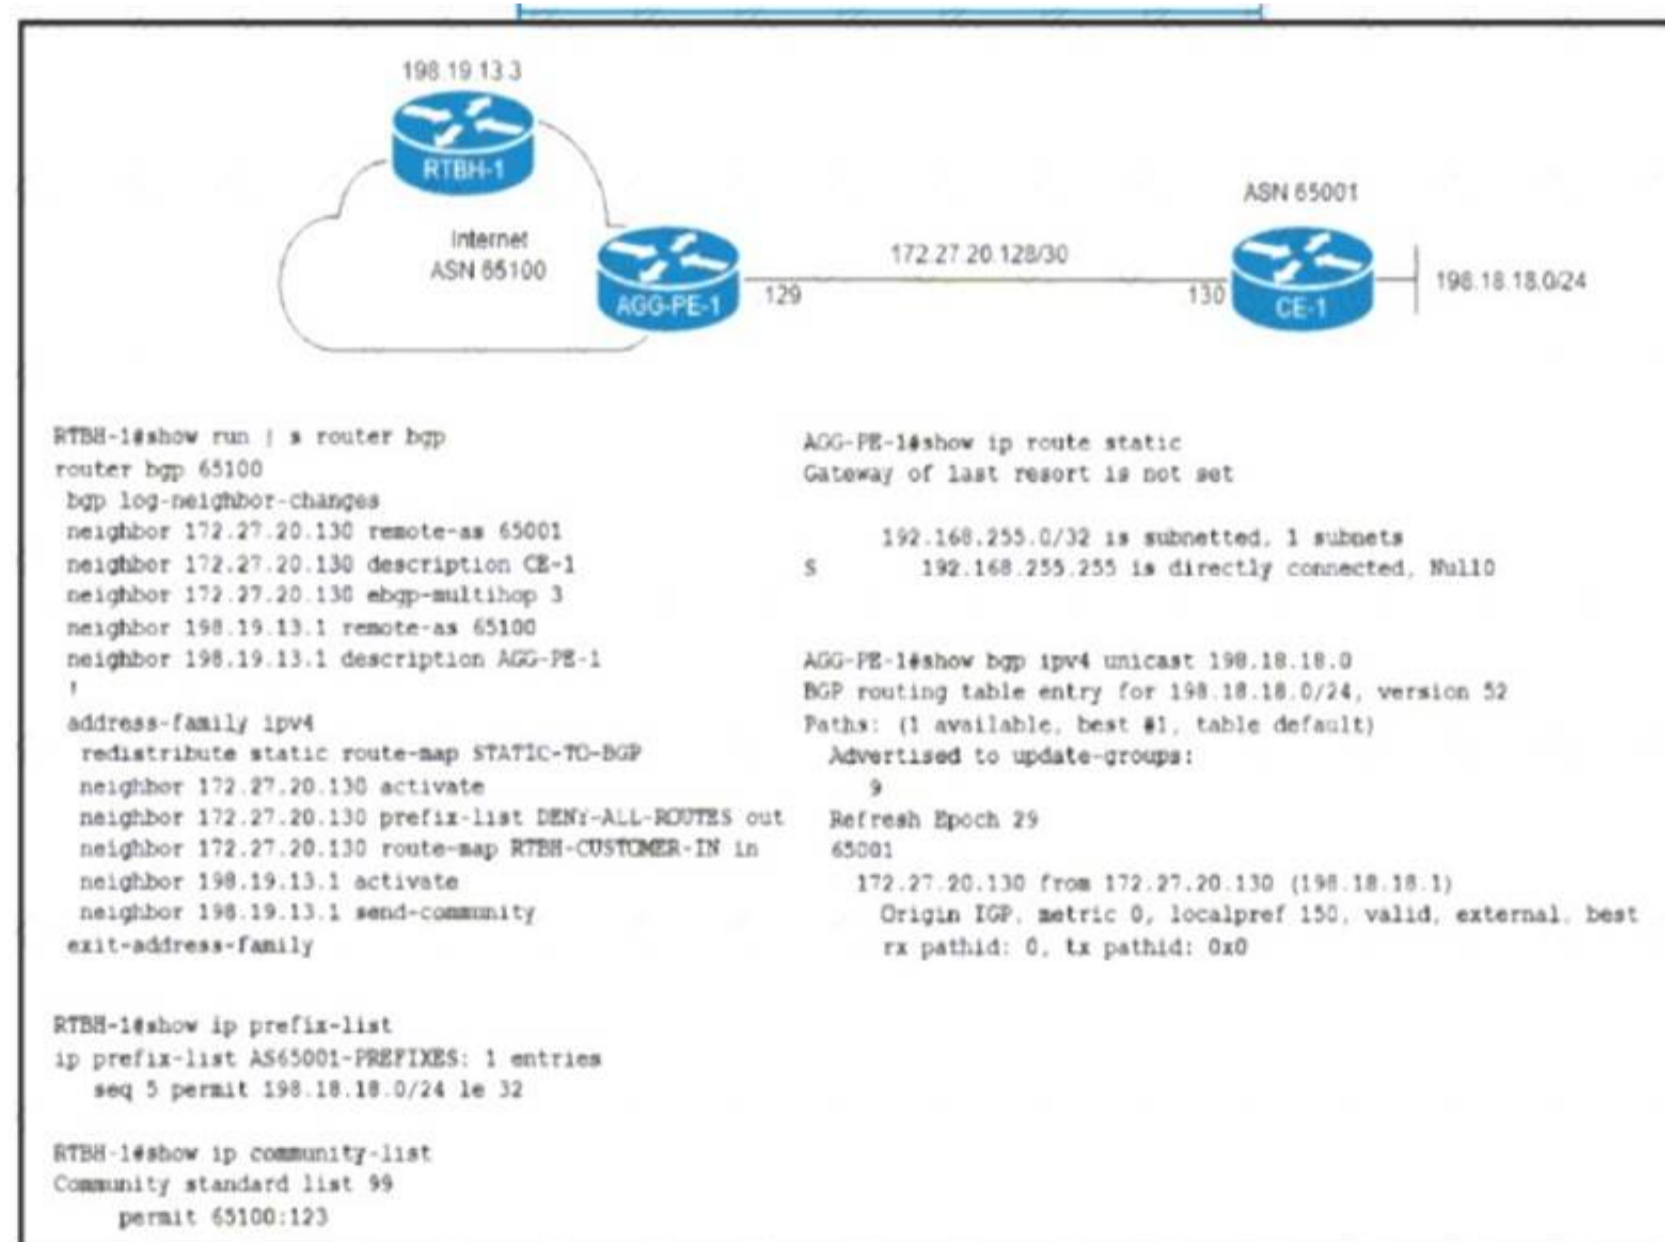 198.19.13.3
RTBH-1
ASN 65001
Internet
ASN 65100
172.27.20.128/30
198.18.18.0/24
129
130
AGG-PE-1
CE-1
RTBH-1#show run | s router bgp
router bgp 65100
bgp log-neighbor-changes
neighbor 172.27.20.130 remote-as 65001
neighbor 172.27.20.130 description CE-1
neighbor 172.27.20.130 ebgp-multihop 3
neighbor 198.19.13.1 remote-as 65100
neighbor 198.19.13.1 description AGG-PE-1
!
address-family ipv4
redistribute static route-map STATIC-TO-BGP
neighbor 172.27.20.130 activate
neighbor 172.27.20.130 prefix-list DENY-ALL-ROUTES out
neighbor 172.27.20.130 route-map RTBH-CUSTOMER-IN in
neighbor 198.19.13.1 activate
neighbor 198.19.13.1 send-community
exit-address-family
RTBH-1#show ip prefix-list
ip prefix-list AS65001-PREFIXES: 1 entries
seq 5 permit 198.18.18.0/24 le 32
RTBH-1#show ip community-list
Community standard list 99
permit 65100:123
AGG-PE-1#show ip route static
Gateway of last resort is not set
192.168.255.0/32 is subnetted, 1 subnets
S 192.168.255.255 is directly connected, Null0
AGG-PE-1#show bgp ipv4 unicast 198.18.18.0
BGP routing table entry for 198.18.18.0/24, version 52
Paths: (1 available, best #1, table default)
Advertised to update-groups:
9
Refresh Epoch 29
65001
172.27.20.130 from 172.27.20.130 (198.18.18.1)
Origin IGP, metric 0, localpref 150, valid, external, best
rx pathid: 0, tx pathid: 0x0